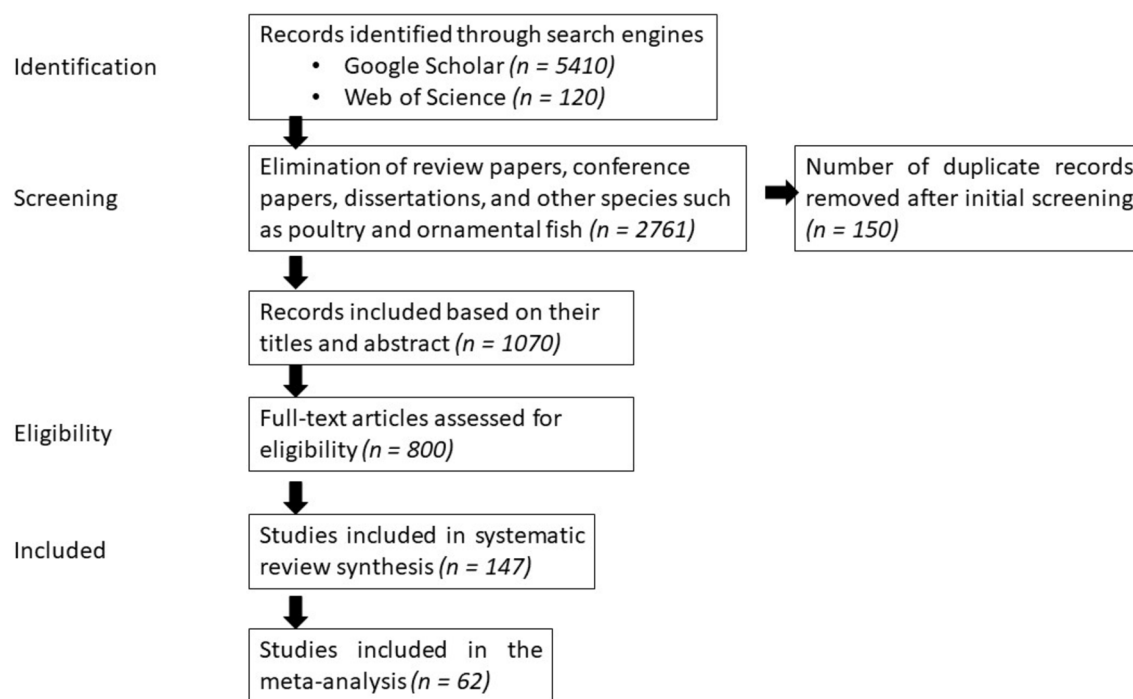 Identification
Records identified through search engines
• Google Scholar (n = 5410)
• Web of Science (n = 120)
Screening
Elimination of review papers, conference
papers, dissertations, and other species such
as poultry and ornamental fish (n = 2761)
Number of duplicate records
removed after initial screening
(n = 150)
Records included based on their
titles and abstract (n = 1070)
Eligibility
Full-text articles assessed for
eligibility (n = 800)
Included
Studies included in systematic
review synthesis (n = 147)
Studies included in the
meta-analysis (n = 62)